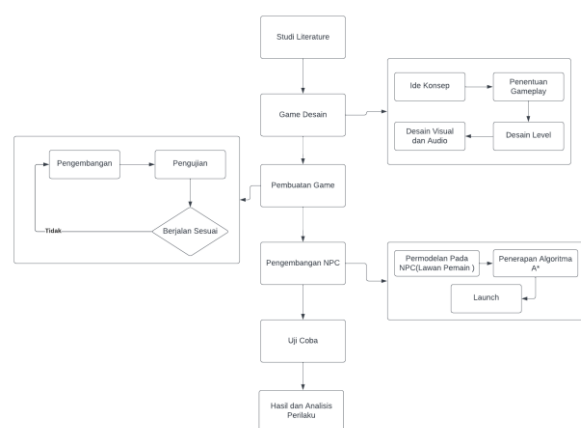 Studi Literature
Game Desain
Ide Konsep
Penentuan
Gameplay
Desain Visual
dan Audio
Desain Level
Pengembangan
Pengujian
Tidak
Berjalan Sesuai
Pembuatan Game
Pengembangan NPC
Permodelan Pada
NPC(Lawan Pemain )
Penerapan Algoritma
A*
Launch
Uji Coba
Hasil dan Analisis
Perilaku